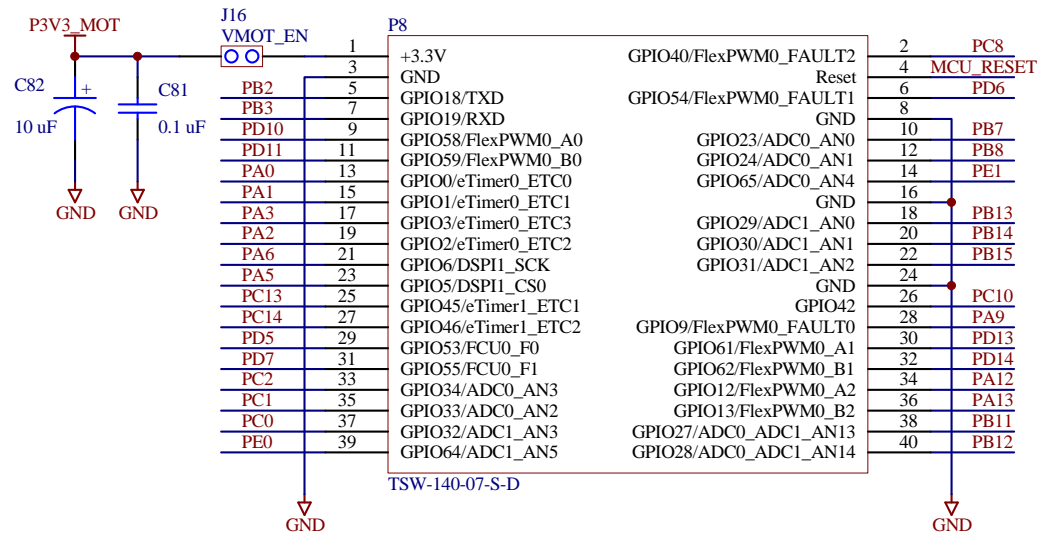 J16
P3V3_MOT
VMOT_EN
P8
1
+3.3V
GPIO40/FlexPWM0_FAULT2
2
PC8
3
GND
Reset
4
MCU_RESET
C82
+
10 uF
C81
0.1 uF
GND
GND
PB2
5
GPIO18/TXD
GPIO54/FlexPWM0_FAULT1
6
PD6
PB3
7
GPIO19/RXD
GND
8
PD10
9
GPIO58/FlexPWM0_A0
GPIO23/ADC0_AN0
10
PB7
PD11
11
GPIO59/FlexPWM0_B0
GPIO24/ADC0_AN1
12
PB8
PA0
13
GPIO0/eTimer0_ETC0
GPIO65/ADC0_AN4
14
PE1
PA1
15
GPIO1/eTimer0_ETC1
GND
16
PA3
17
GPIO3/eTimer0_ETC3
GPIO29/ADC1_AN0
18
PB13
PA2
19
GPIO2/eTimer0_ETC2
GPIO30/ADC1_AN1
20
PB14
PA6
21
GPIO6/DSPI1_SCK
GPIO31/ADC1_AN2
22
PB15
PA5
23
GPIO5/DSPI1_CS0
GND
24
PC13
25
GPIO45/eTimer1_ETC1
GPIO42
26
PC10
PC14
27
GPIO46/eTimer1_ETC2
GPIO9/FlexPWM0_FAULT0
28
PA9
PD5
29
GPIO53/FCU0_F0
GPIO61/FlexPWM0_A1
30
PD13
PD7
31
GPIO55/FCU0_F1
GPIO62/FlexPWM0_B1
32
PD14
PC2
33
GPIO34/ADC0_AN3
GPIO12/FlexPWM0_A2
34
PA12
PC1
35
GPIO33/ADC0_AN2
GPIO13/FlexPWM0_B2
36
PA13
PC0
37
GPIO32/ADC1_AN3
GPIO27/ADC0_ADC1_AN13
38
PB11
PE0
39
GPIO64/ADC1_AN5
GPIO28/ADC0_ADC1_AN14
40
PB12
TSW-140-07-S-D
GND
GND